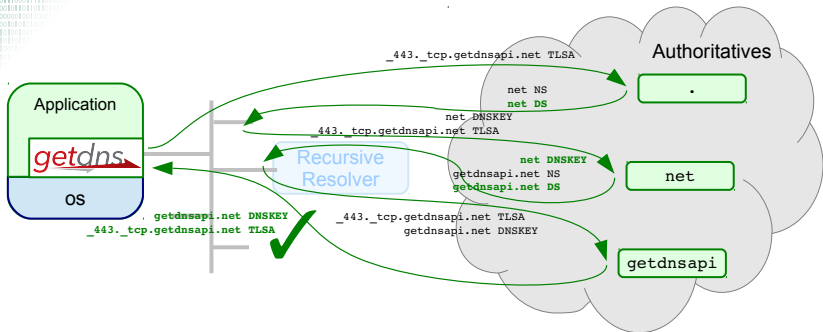 _443._tcp.getdnsapi.net TLSA
Authoritatives
Application
getdns
OS
net NS
net DS
.
net DNSKEY
_443._tcp.getdnsapi.net TLSA
Recursive
Resolver
net DNSKEY
getdnsapi.net NS
getdnsapi.net DS
net
getdnsapi.net DNSKEY
_443._tcp.getdnsapi.net TLSA
_443._tcp.getdnsapi.net TLSA
getdnsapi.net DNSKEY
getdnsapi